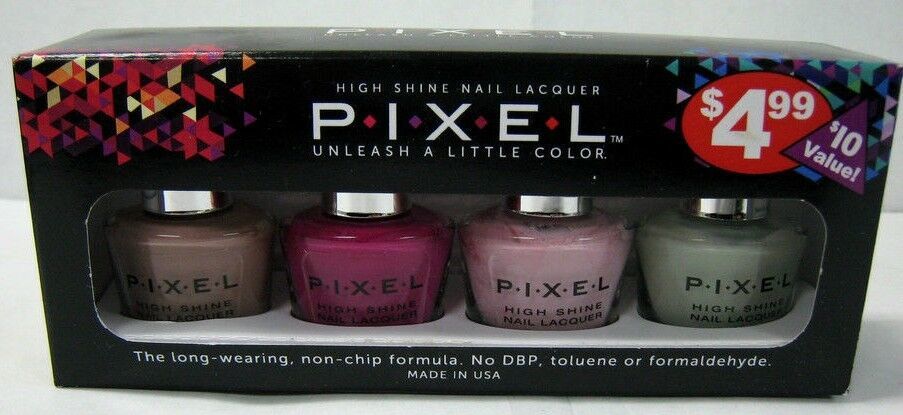 PIXEL
HIGH SHINE NAIL LACQUER
P·I·X·E·L™
UNLEASH A LITTLE COLOR.
$4.99
$10 Value!
P·I·X·E·L
HIGH SHINE
NAIL LACQUER
P·I·X·E·L
HIGH SHINE
NAIL LACQUER
P·I·X·E·L
HIGH SHINE
NAIL LACQUER
P·I·X·E·L
HIGH SHINE
NAIL LACQUER
The long-wearing, non-chip formula. No DBP, toluene or formaldehyde.
MADE IN USA